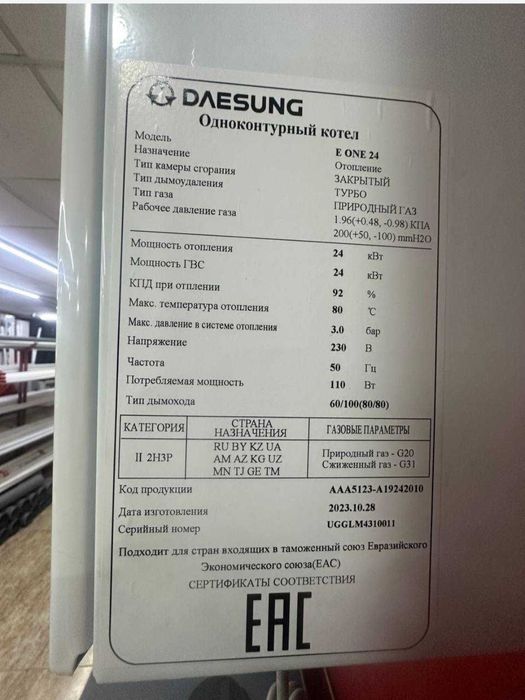 DAESUNG
Одноконтурный котел
Модель E ONE 24
Назначение Отопление
Тип камеры сгорания ЗАКРЫТЫЙ
Тип дымоудаления ТУРБО
Тип газа ПРИРОДНЫЙ ГАЗ
Рабочее давление газа 1.96(+0.48, -0.98) КПА
200(+50, -100) mmH2O
Мощность отопления 24 кВт
Мощность ГВС 24 кВт
КПД при отплении 92 %
Макс. температура отопления 80 °C
Макс. давление в системе отопления 3.0 бар
Напряжение 230 В
Частота 50 Гц
Потребляемая мощность 110 Вт
Тип дымохода 60/100(80/80)
КАТЕГОРИЯ СТРАНА НАЗНАЧЕНИЯ ГАЗОВЫЕ ПАРАМЕТРЫ
II 2H3P RU BY KZ UA Природный газ - G20
AM AZ KG UZ Сжиженный газ - G31
MN TJ GE TM
Код продукции AAA5123-A19242010
Дата изготовления 2023.10.28
Серийный номер UGGLM4310011
Подходит для стран входящих в таможенный союз Евразийского
Экономического союза(EAC)
СЕРТИФИКАТЫ СООТВЕТСТВИЯ
EAC